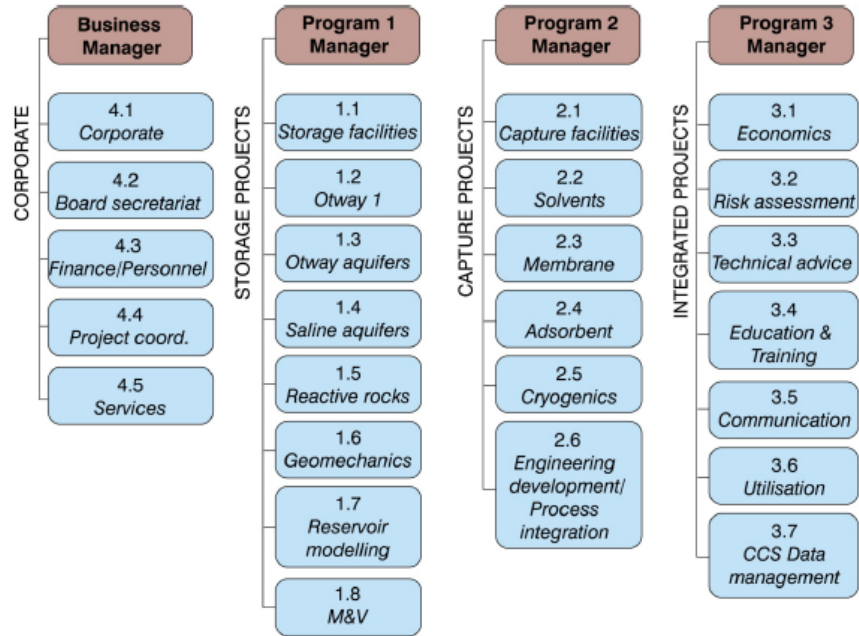 Business
Manager
CORPORATE
4.1
Corporate
4.2
Board secretariat
4.3
Finance/Personnel
4.4
Project coord.
4.5
Services
Program 1
Manager
STORAGE PROJECTS
1.1
Storage facilities
1.2
Otway 1
1.3
Otway aquifers
1.4
Saline aquifers
1.5
Reactive rocks
1.6
Geomechanics
1.7
Reservoir
modelling
1.8
M&V
Program 2
Manager
CAPTURE PROJECTS
2.1
Capture facilities
2.2
Solvents
2.3
Membrane
2.4
Adsorbent
2.5
Cryogenics
2.6
Engineering
development/
Process
integration
Program 3
Manager
INTEGRATED PROJECTS
3.1
Economics
3.2
Risk assessment
3.3
Technical advice
3.4
Education &
Training
3.5
Communication
3.6
Utilisation
3.7
CCS Data
management